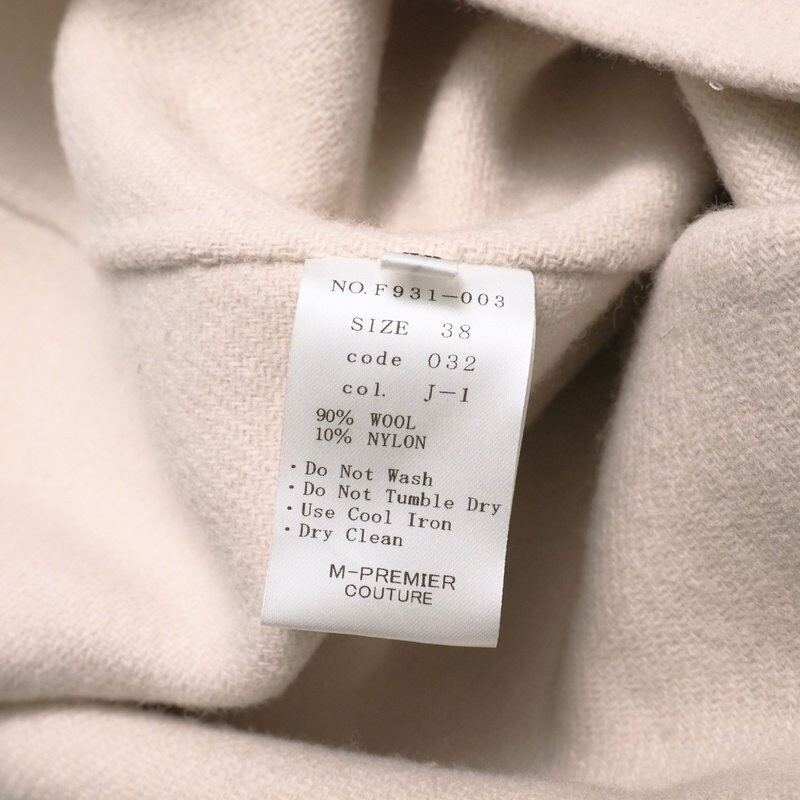 NO. F931-003
SIZE 38
code 032
col. J-1
90% WOOL
10% NYLON
・Do Not Wash
・Do Not Tumble Dry
・Use Cool Iron
・Dry Clean
M-PREMIER
COUTURE